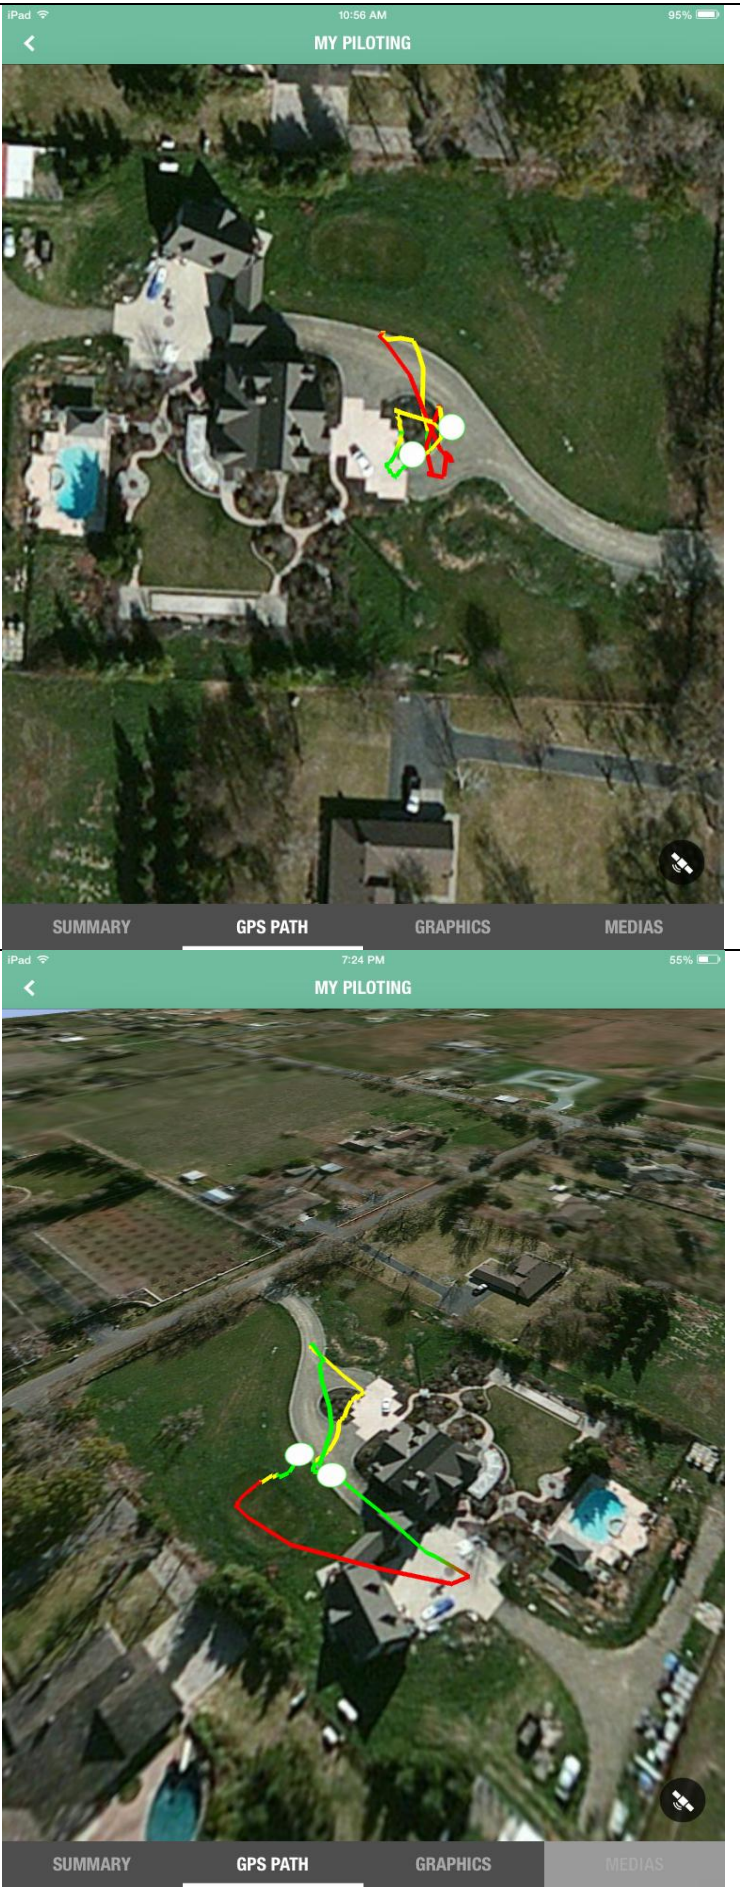 iPad 10:56 AM 95%
MY PILOTING
SUMMARY GPS PATH GRAPHICS MEDIAS
iPad 7:24 PM 55%
MY PILOTING
SUMMARY GPS PATH GRAPHICS MEDIAS